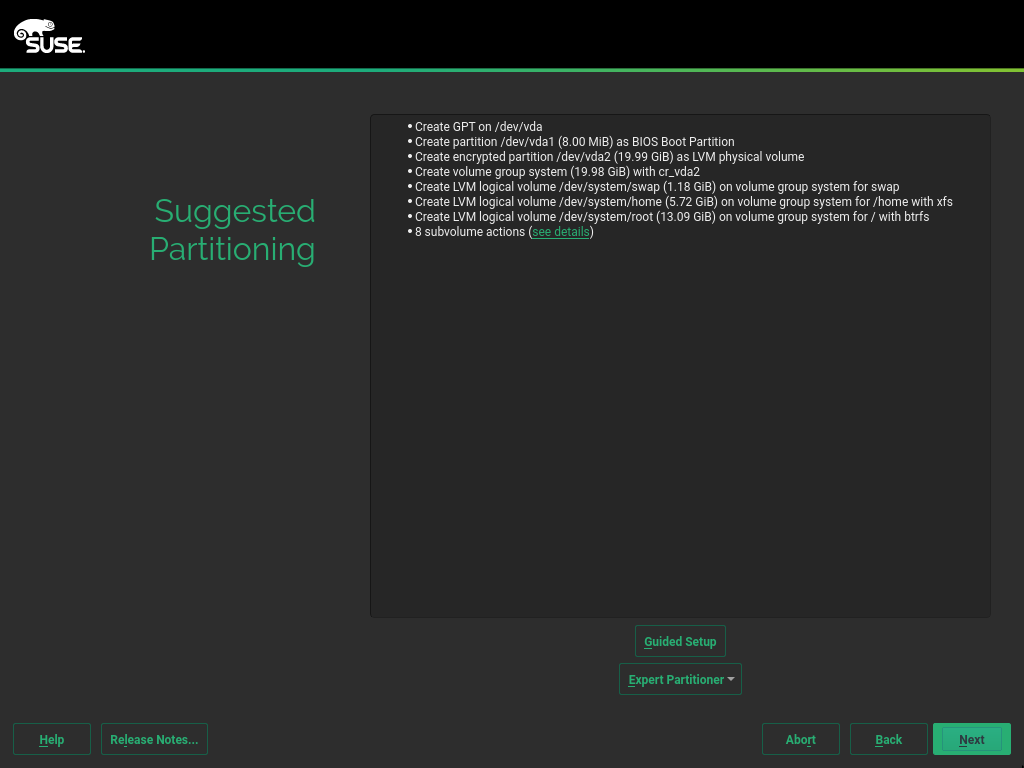 SUSE.
Suggested
Partitioning
• Create GPT on /dev/vda
• Create partition /dev/vda1 (8.00 MiB) as BIOS Boot Partition
• Create encrypted partition /dev/vda2 (19.99 GiB) as LVM physical volume
• Create volume group system (19.98 GiB) with cr_vda2
• Create LVM logical volume /dev/system/swap (1.18 GiB) on volume group system for swap
• Create LVM logical volume /dev/system/home (5.72 GiB) on volume group system for /home with xfs
• Create LVM logical volume /dev/system/root (13.09 GiB) on volume group system for / with btrfs
• 8 subvolume actions (see details)
Guided Setup
Expert Partitioner
Help
Release Notes...
Abort
Back
Next